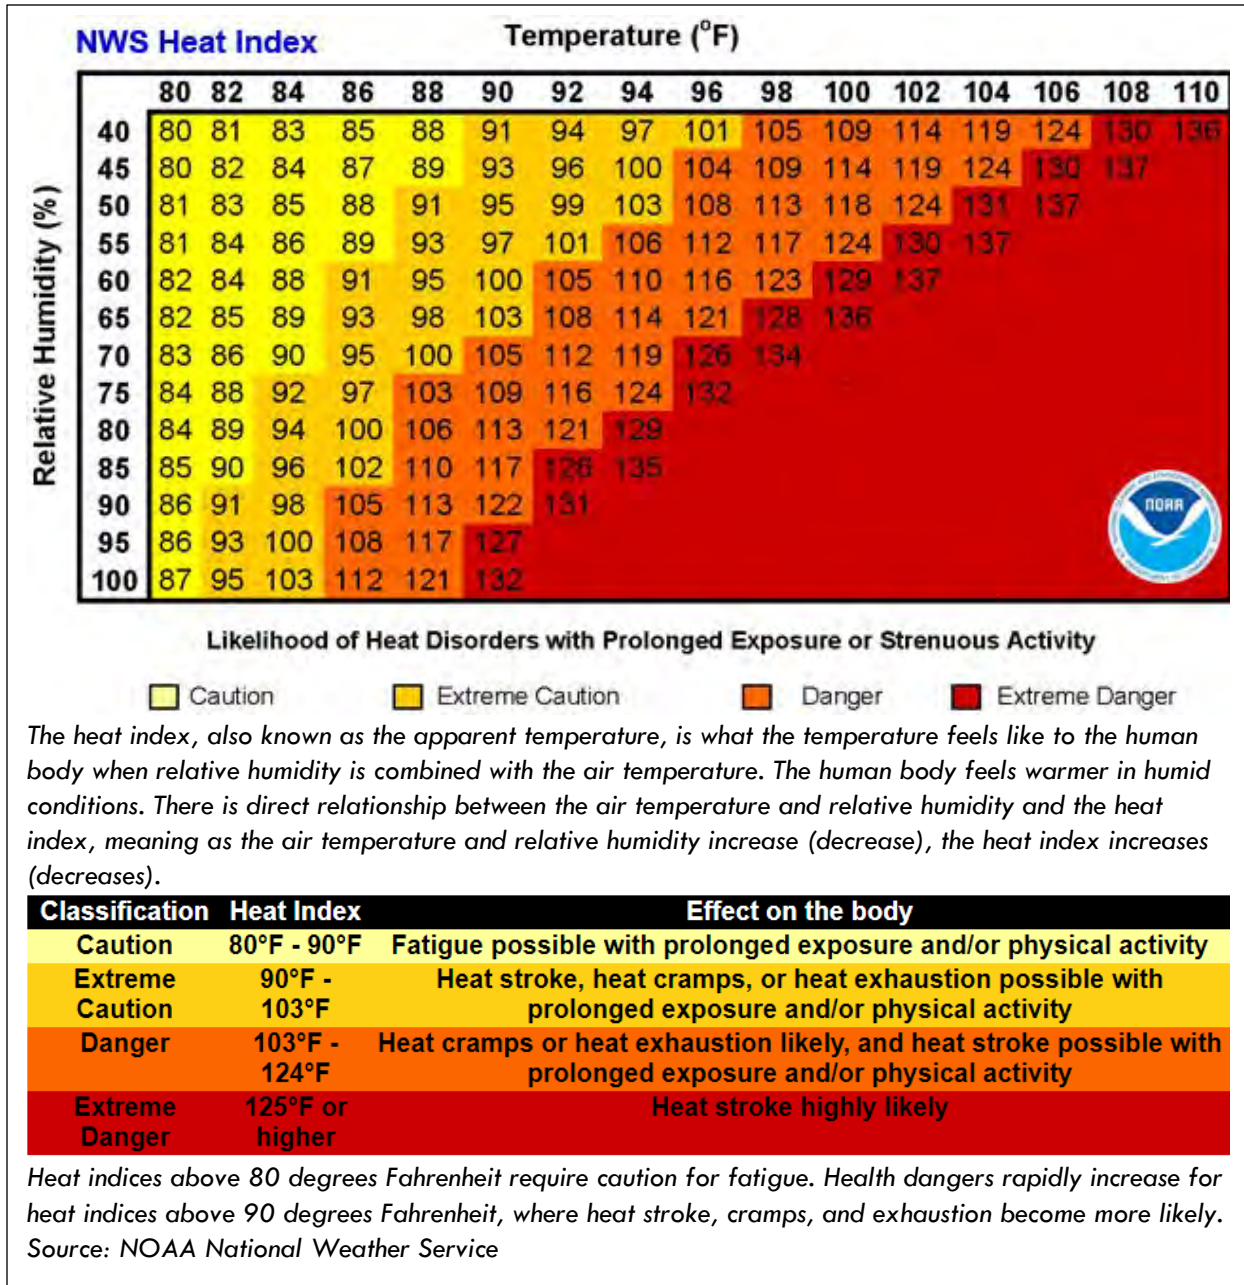 NWS Heat Index Temperature (°F)
80 82 84 86 88 90 92 94 96 98 100 102 104 106 108 110
40 80 81 83 85 88 91 94 97 101 105 109 114 119 124 130 136
45 80 82 84 87 89 93 96 100 104 109 114 119 124 130 137
50 81 83 85 88 91 95 99 103 108 113 118 124 131 137
55 81 84 86 89 93 97 101 106 112 117 124 130 137
60 82 84 88 91 95 100 105 110 116 123 129 137
65 82 85 89 93 98 103 108 114 121 128 136
70 83 86 90 95 100 105 112 119 126 134
75 84 88 92 97 103 109 116 124 132
80 84 89 94 100 106 113 121 129
85 85 90 96 102 110 117 126 135
90 86 91 98 105 113 122 131
95 86 93 100 108 117 127
100 87 95 103 112 121 132
Relative Humidity (%)
NOAA
Likelihood of Heat Disorders with Prolonged Exposure or Strenuous Activity
Caution Extreme Caution Danger Extreme Danger
The heat index, also known as the apparent temperature, is what the temperature feels like to the human
body when relative humidity is combined with the air temperature. The human body feels warmer in humid
conditions. There is direct relationship between the air temperature and relative humidity and the heat
index, meaning as the air temperature and relative humidity increase (decrease), the heat index increases
(decreases).
Classification Heat Index Effect on the body
Caution 80°F - 90°F Fatigue possible with prolonged exposure and/or physical activity
Extreme 90°F - Heat stroke, heat cramps, or heat exhaustion possible with
Caution 103°F prolonged exposure and/or physical activity
Danger 103°F - Heat cramps or heat exhaustion likely, and heat stroke possible with
124°F prolonged exposure and/or physical activity
Extreme 125°F or Heat stroke highly likely
Danger higher
Heat indices above 80 degrees Fahrenheit require caution for fatigue. Health dangers rapidly increase for
heat indices above 90 degrees Fahrenheit, where heat stroke, cramps, and exhaustion become more likely.
Source: NOAA National Weather Service